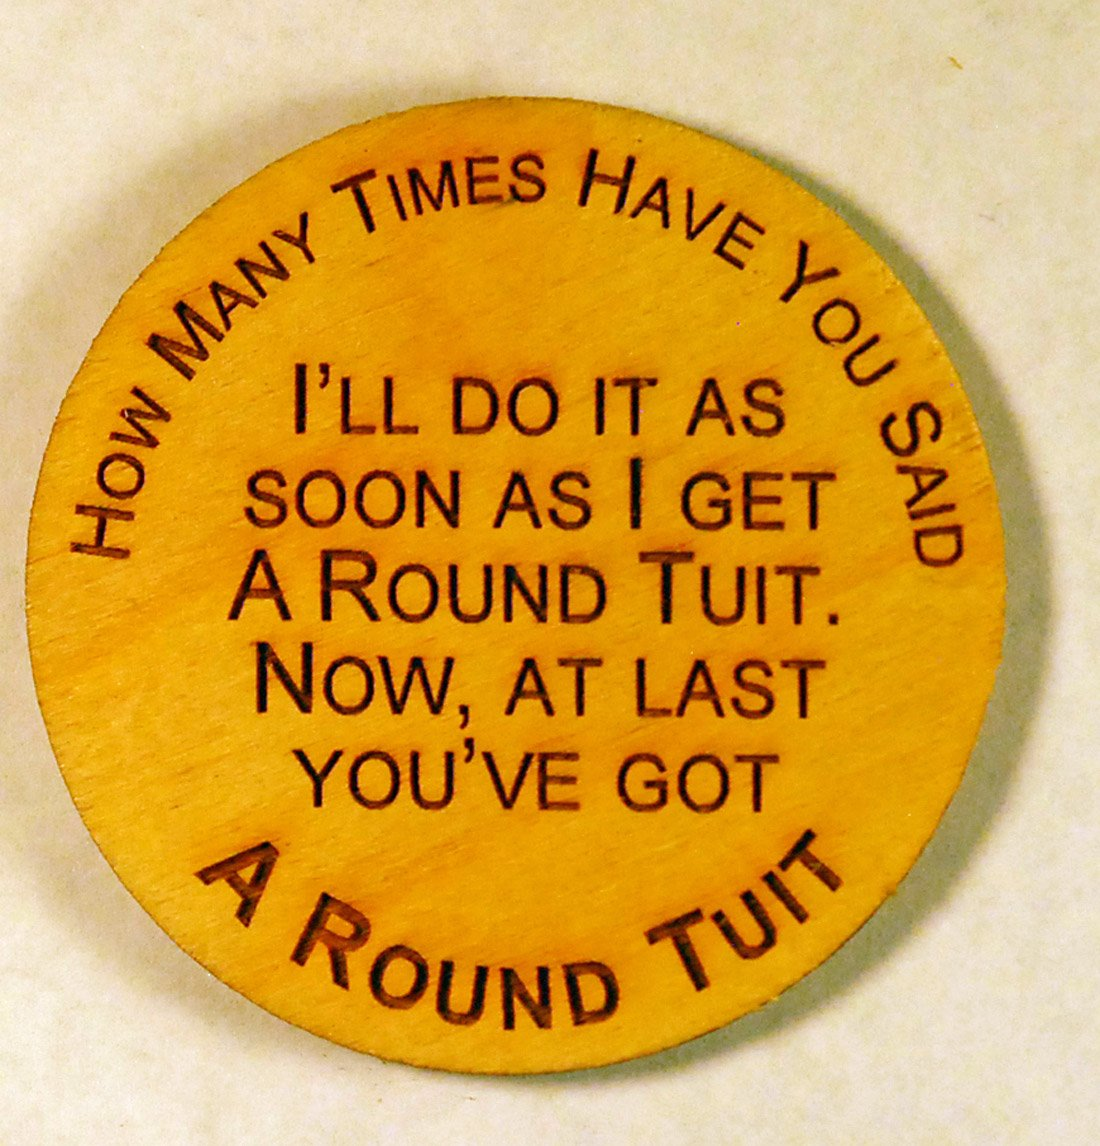 How Many Times Have You Said
I'll do it as
soon as I get
A Round Tuit.
Now, at last
you've got
A Round Tuit